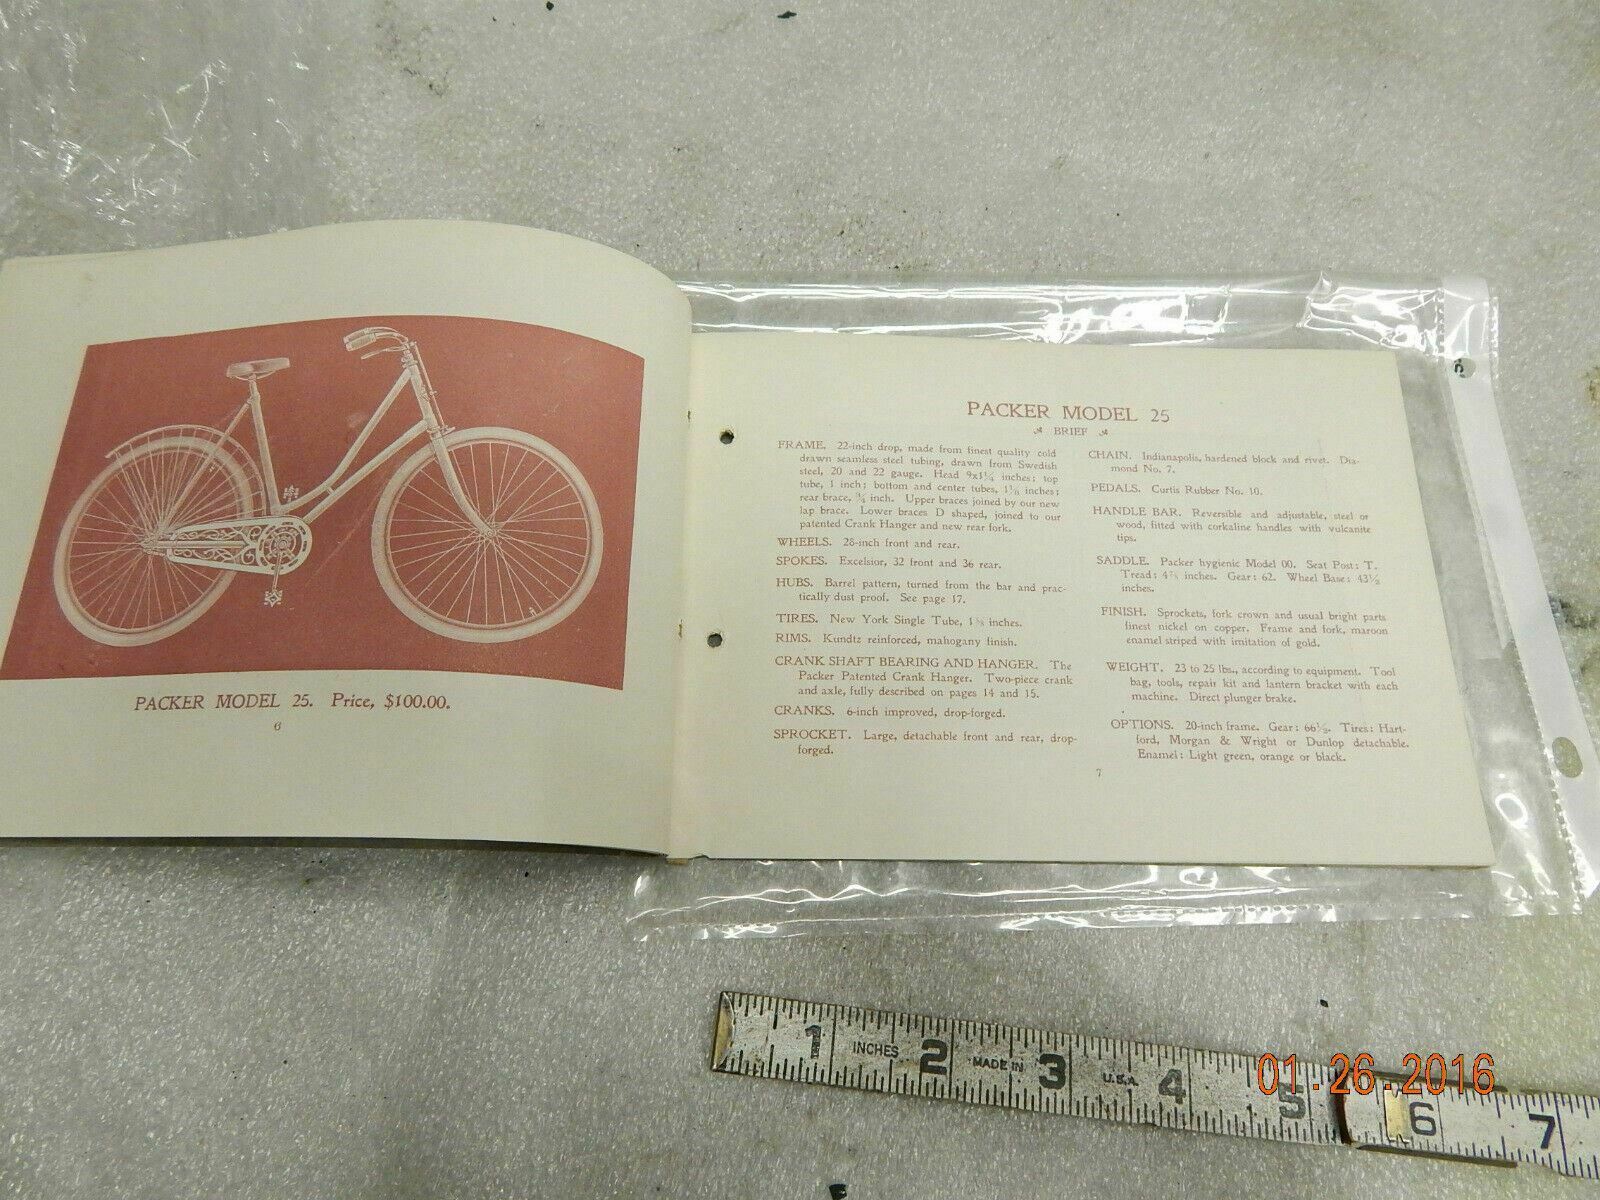 PACKER MODEL 25. Price, $100.00.
6
PACKER MODEL 25
BRIEF
FRAME. 22-inch drop, made from finest quality cold
drawn seamless steel tubing, drawn from Swedish
steel, 20 and 22 gauge. Head 9x1¼ inches; top
tube, 1 inch; bottom and center tubes, 1⅛ inches;
rear brace, ¾ inch. Upper braces joined by our new
lap brace. Lower braces D shaped, joined to our
patented Crank Hanger and new rear fork.
WHEELS. 28-inch front and rear.
SPOKES. Excelsior, 32 front and 36 rear.
HUBS. Barrel pattern, turned from the bar and prac-
tically dust proof. See page 17.
TIRES. New York Single Tube, 1⅝ inches.
RIMS. Kundtz reinforced, mahogany finish.
CRANK SHAFT BEARING AND HANGER. The
Packer Patented Crank Hanger. Two-piece crank
and axle, fully described on pages 14 and 15.
CRANKS. 6-inch improved, drop-forged.
SPROCKET. Large, detachable front and rear, drop-
forged.
CHAIN. Indianapolis, hardened block and rivet. Dia-
mond No. 7.
PEDALS. Curtis Rubber No. 10.
HANDLE BAR. Reversible and adjustable, steel or
wood, fitted with corkaline handles with vulcanite
tips.
SADDLE. Packer hygienic Model 00. Seat Post: T.
Tread: 4⅞ inches. Gear: 62. Wheel Base: 43½
inches.
FINISH. Sprockets, fork crown and usual bright parts
finest nickel on copper. Frame and fork, maroon
enamel striped with imitation of gold.
WEIGHT. 23 to 25 lbs., according to equipment. Tool
bag, tools, repair kit and lantern bracket with each
machine. Direct plunger brake.
OPTIONS. 20-inch frame. Gear: 66½. Tires: Hart-
ford, Morgan & Wright or Dunlop detachable.
Enamel: Light green, orange or black.
7
1 INCHES 2 MADE IN 3 U.S.A. 4 5 6 7
01.26.2016